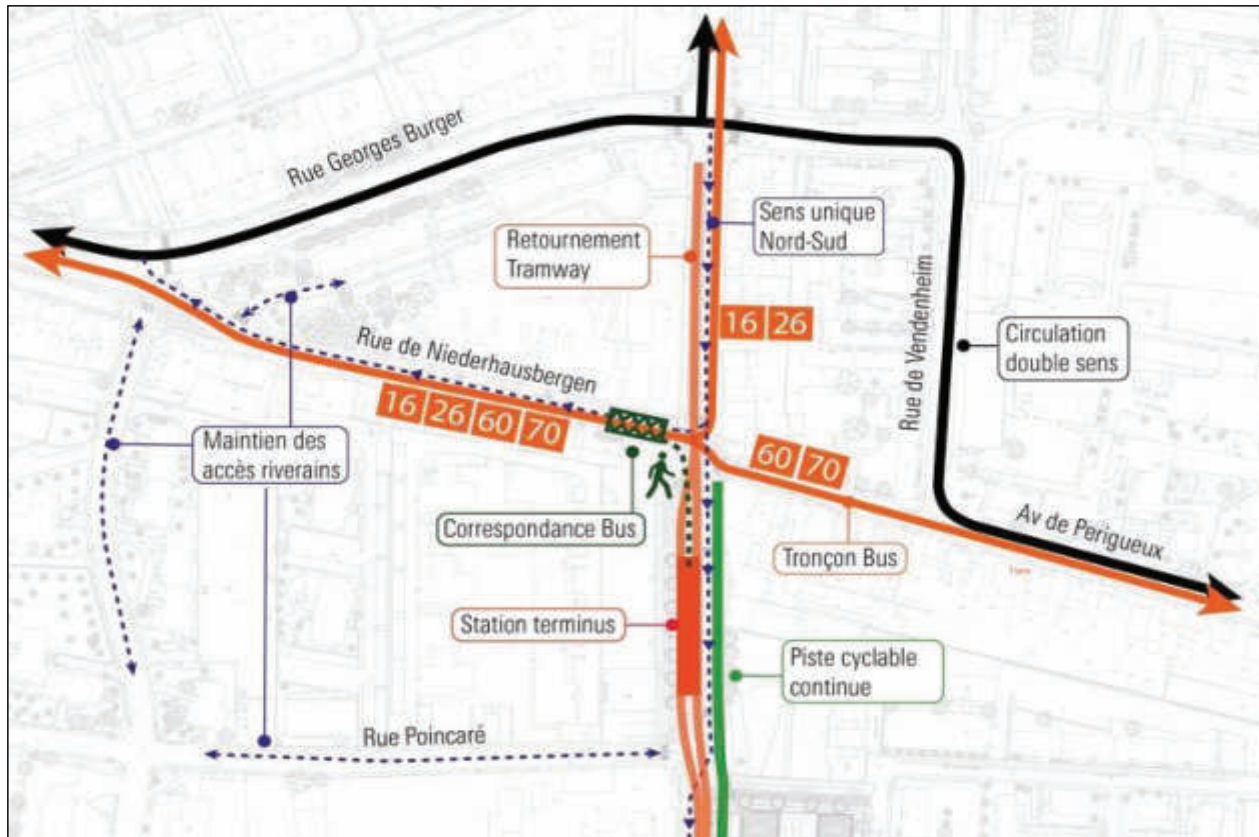 Rue Georges Burger
Sens unique
Nord-Sud
Retournement
Tramway
16 26
Rue de Vendenheim
Circulation
double sens
Rue de Niederhausbergen
16 26 60 70
60 70
Maintien des
accès riverains
Correspondance Bus
Av de Perigueux
Tronçon Bus
Station terminus
Piste cyclable
continue
Rue Poincaré